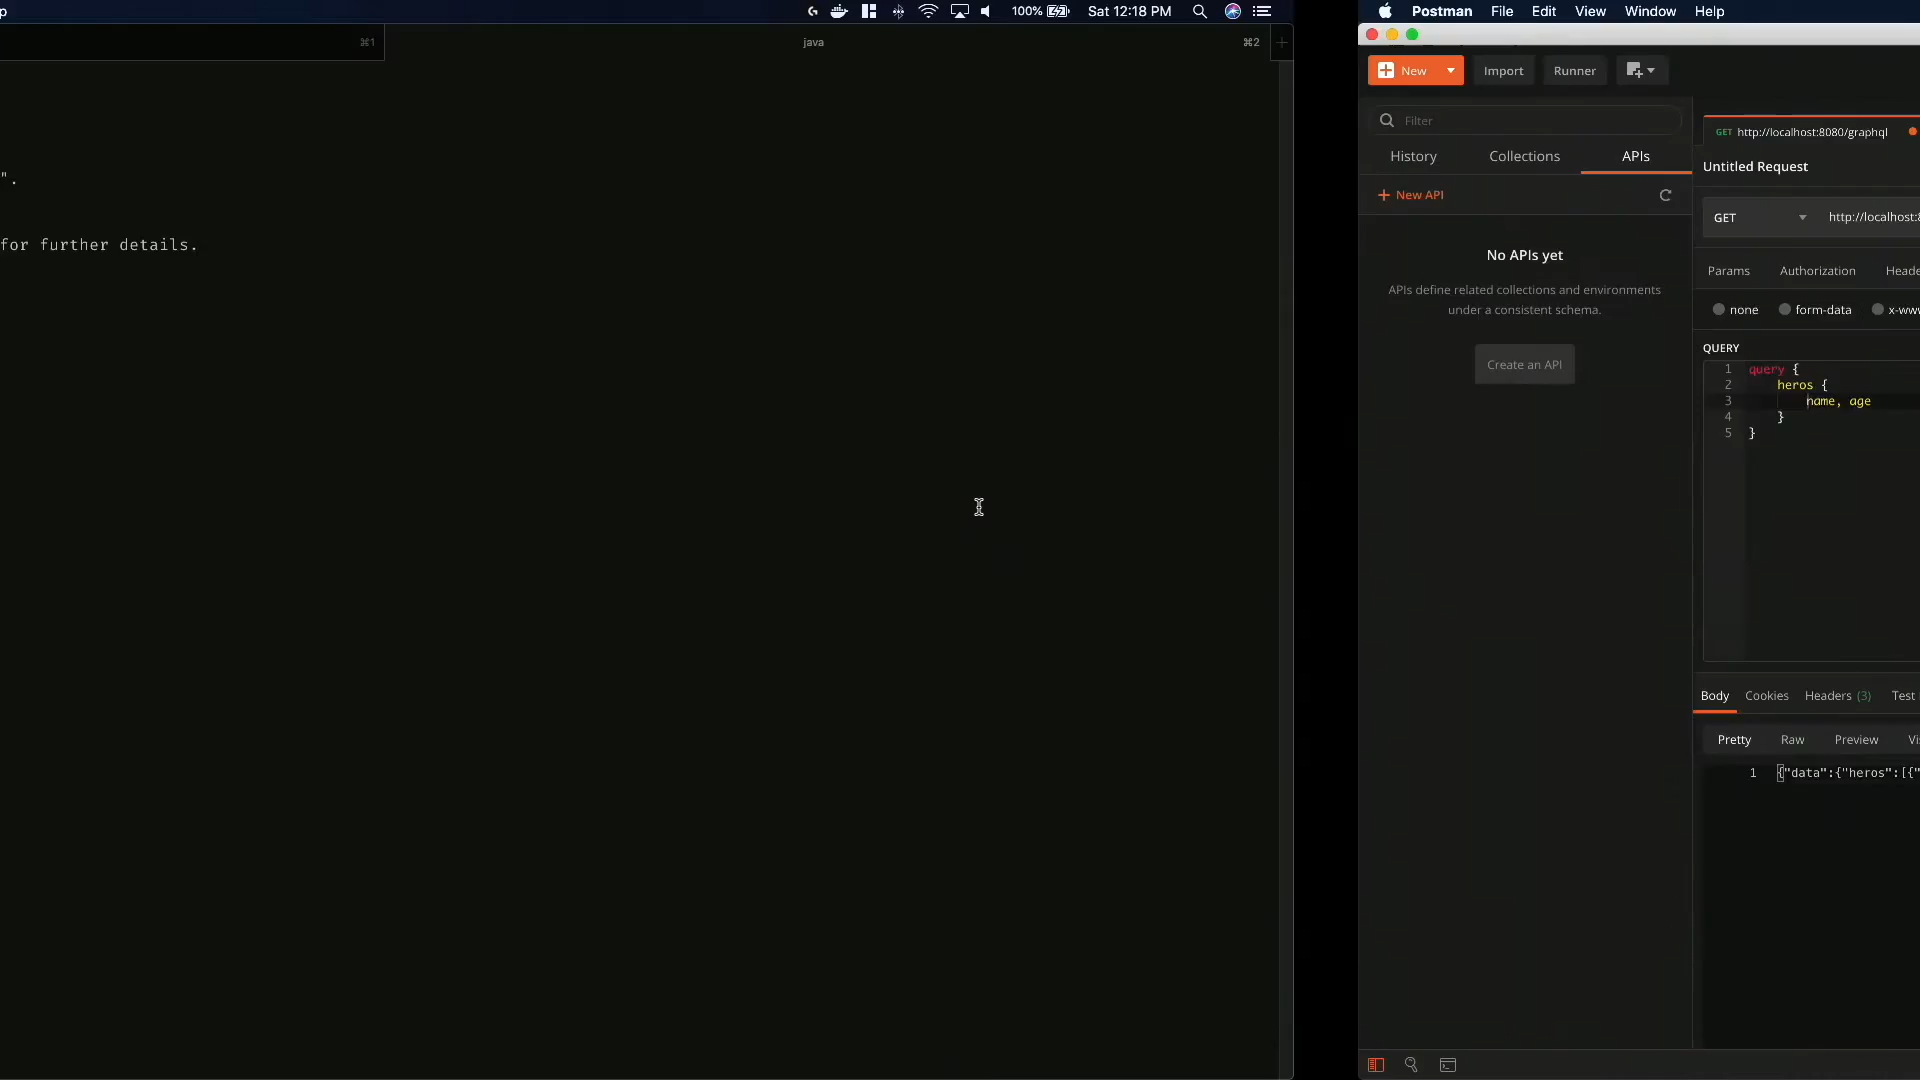 p
100%
Sat 12:18 PM
⌘1
java
⌘2
".
for further details.
Postman File Edit View Window Help
New
Import
Runner
Filter
History
Collections
APIs
+ New API
No APIs yet
APIs define related collections and environments
under a consistent schema.
Create an API
GET http://localhost:8080/graphql
Untitled Request
GET
http://localhost:8
Params
Authorization
Heade
none
form-data
x-www
QUERY
1 query {
2 heros {
3 name, age
4 }
5 }
Body
Cookies
Headers (3)
Test
Pretty
Raw
Preview
Vi
1 {"data":{"heros":[{"